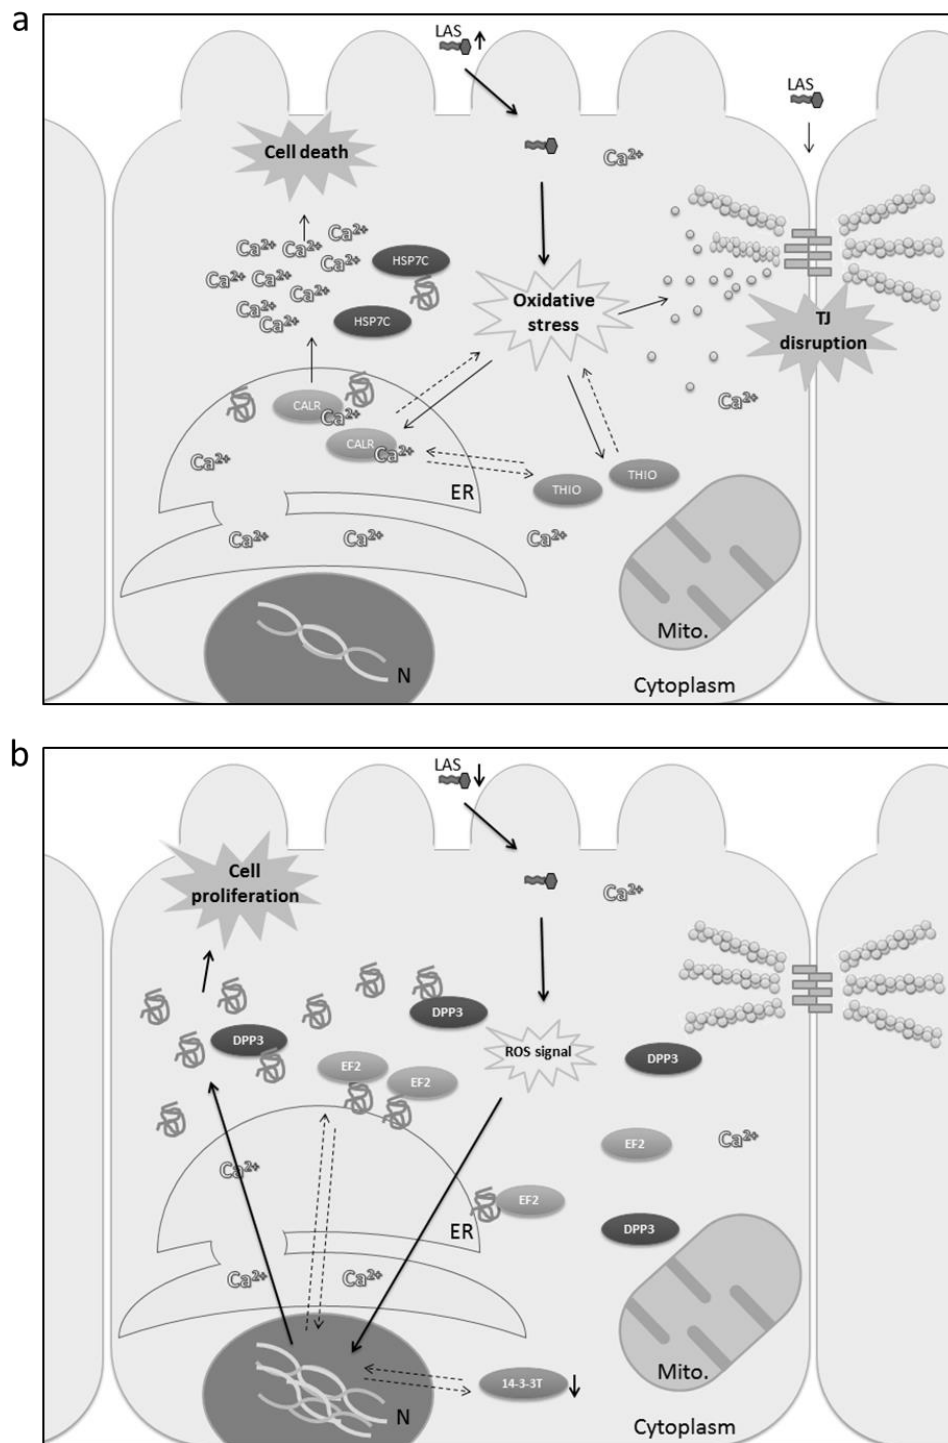 a
LAS
LAS
Cell death
Ca²⁺
Ca²⁺
Ca²⁺
Ca²⁺
Ca²⁺
Ca²⁺
Ca²⁺
Ca²⁺
Ca²⁺
Ca²⁺
Ca²⁺
HSP7C
HSP7C
Oxidative
stress
TJ
disruption
Ca²⁺
CALR
Ca²⁺
CALR
Ca²⁺
Ca²⁺
ER
THIO
THIO
Ca²⁺
Ca²⁺
Ca²⁺
Mito.
N
Cytoplasm
b
LAS
Cell
proliferation
Ca²⁺
DPP3
DPP3
ROS signal
DPP3
EF2
EF2
EF2
Ca²⁺
Ca²⁺
EF2
ER
DPP3
Ca²⁺
Ca²⁺
14-3-3T
Mito.
N
Cytoplasm